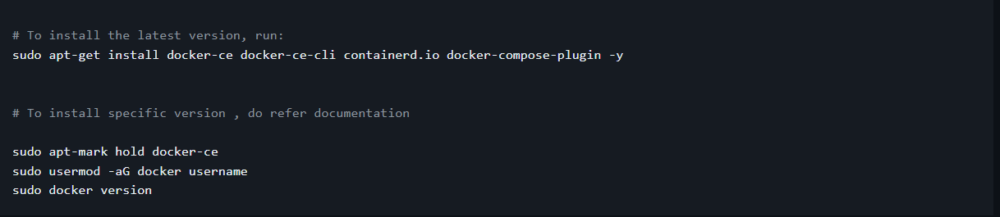 # To install the latest version, run:
sudo apt-get install docker-ce docker-ce-cli containerd.io docker-compose-plugin -y
# To install specific version , do refer documentation
sudo apt-mark hold docker-ce
sudo usermod -aG docker username
sudo docker version